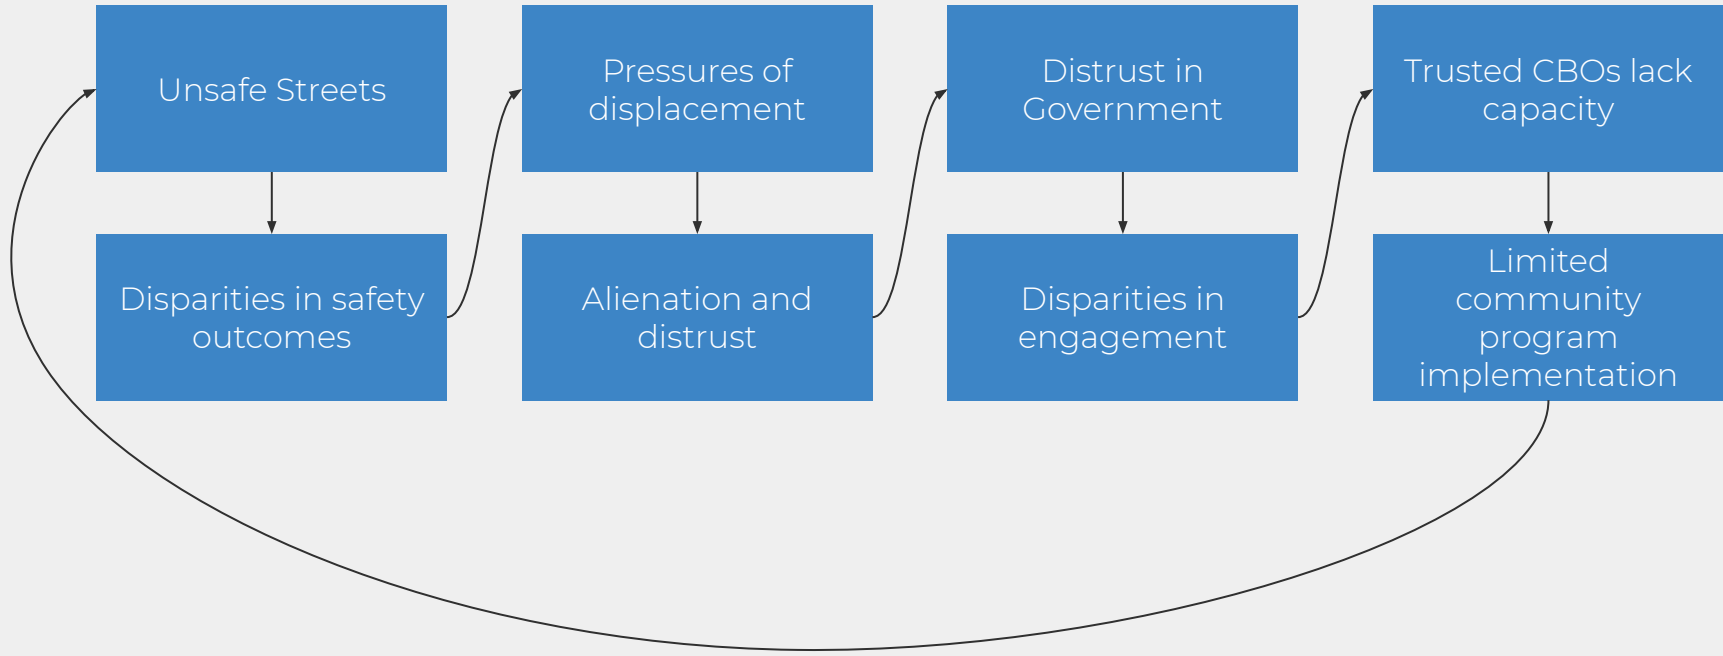 Unsafe Streets
Disparities in safety
outcomes
Pressures of
displacement
Alienation and
distrust
Distrust in
Government
Disparities in
engagement
Trusted CBOs lack
capacity
Limited
community
program
implementation